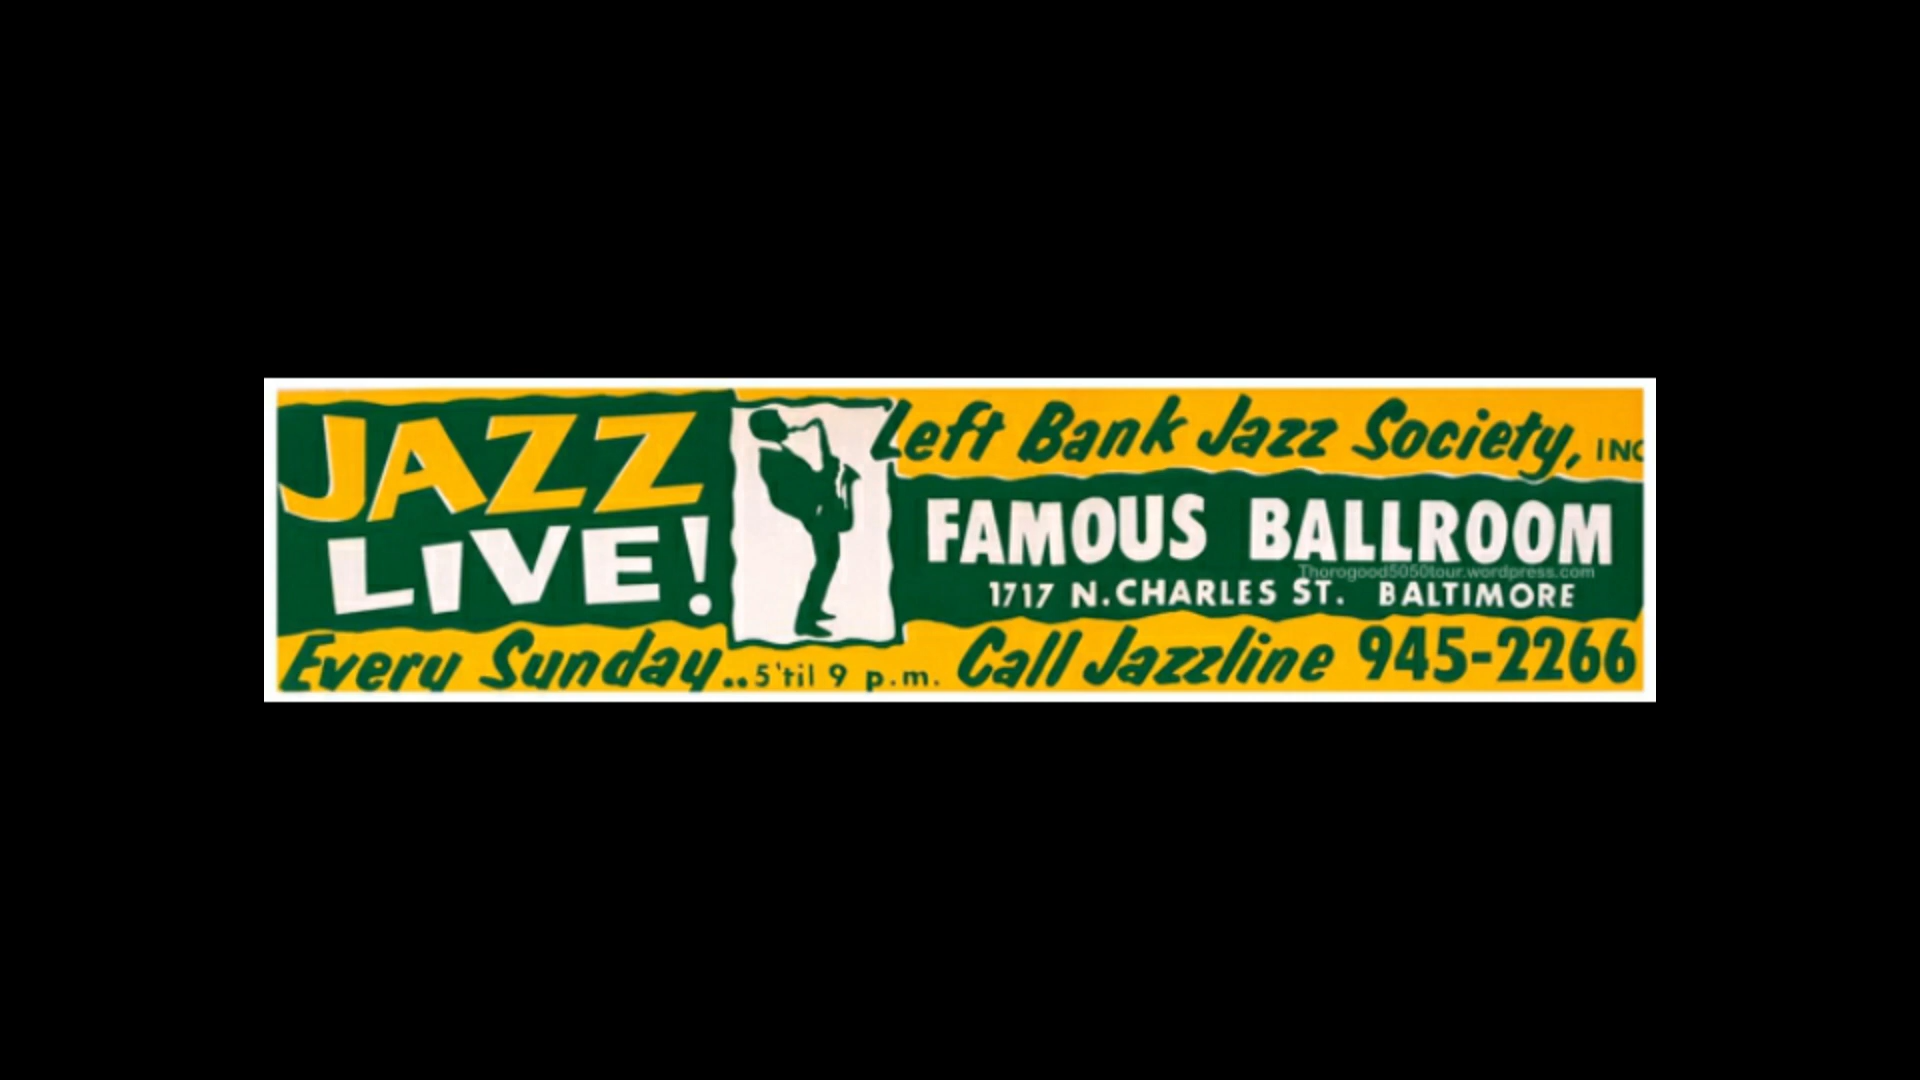 JAZZ
LIVE!
Every Sunday..5'til 9 p.m.
Left Bank Jazz Society, INC
FAMOUS BALLROOM
Thorogood5050tour.wordpress.com
1717 N.CHARLES ST. BALTIMORE
Call Jazzline 945-2266